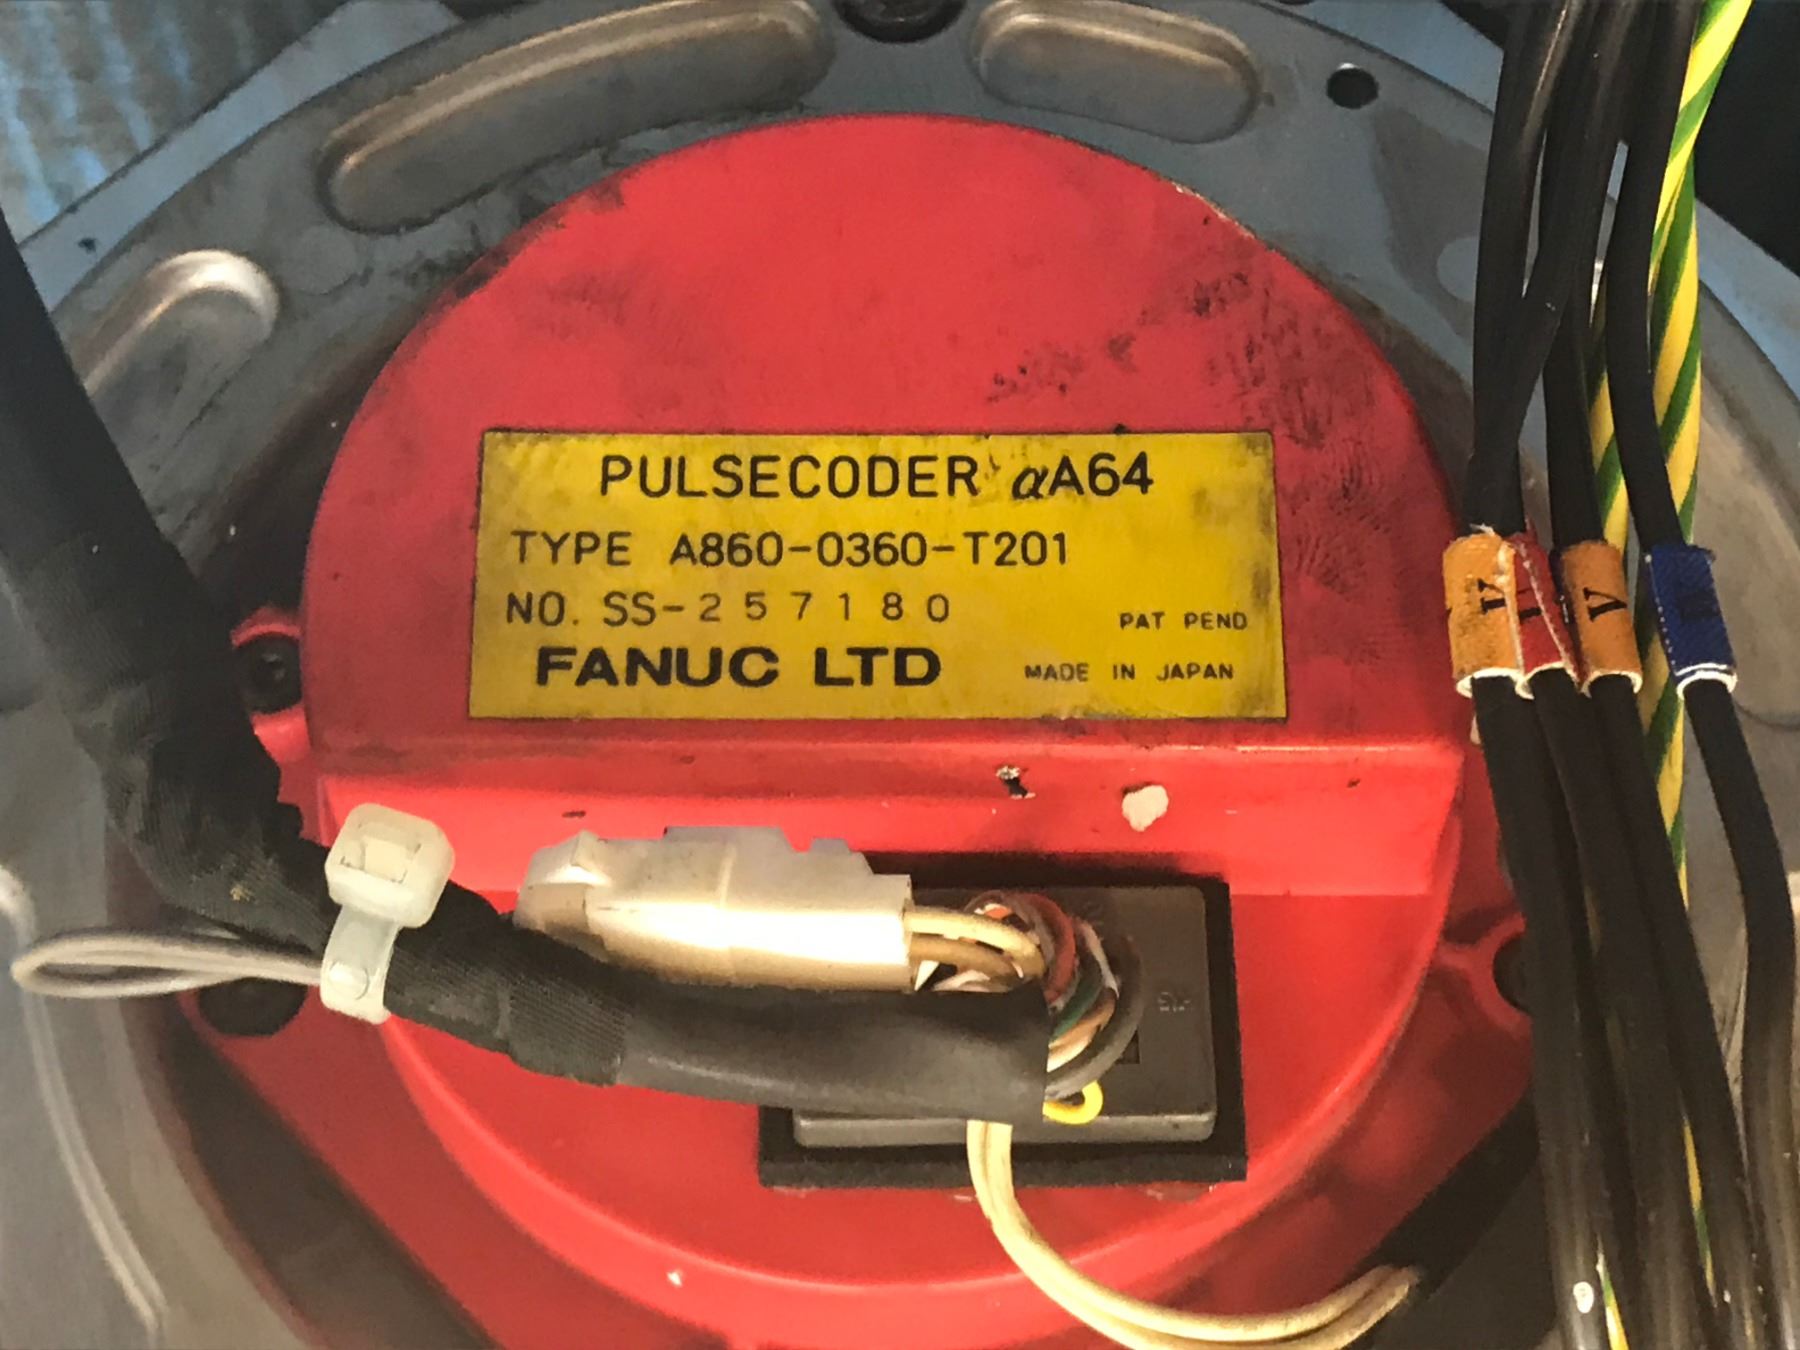 PULSECODER αA64
TYPE A860-0360-T201
NO. SS-257180
PAT PEND
FANUC LTD
MADE IN JAPAN
V
V